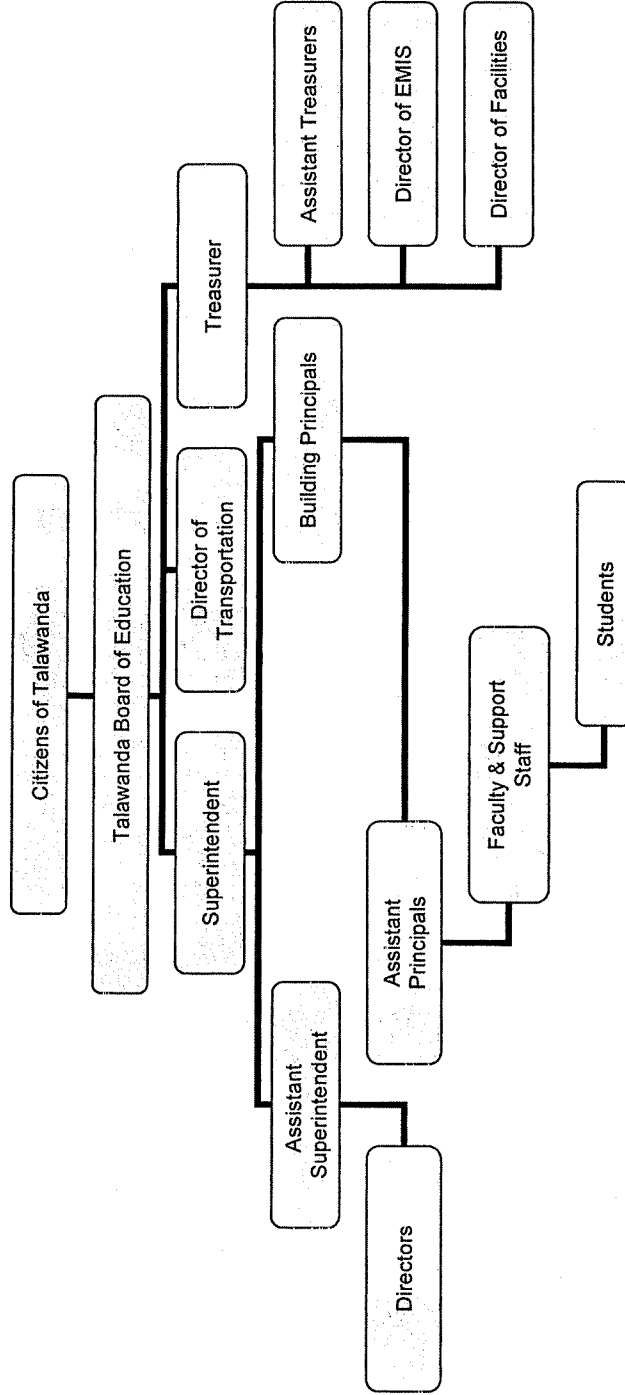 Citizens of Talawanda
Talawanda Board of Education
Superintendent
Director of
Transportation
Treasurer
Assistant
Superintendent
Building Principals
Assistant Treasurers
Directors
Assistant
Principals
Director of EMIS
Faculty & Support
Staff
Director of Facilities
Students